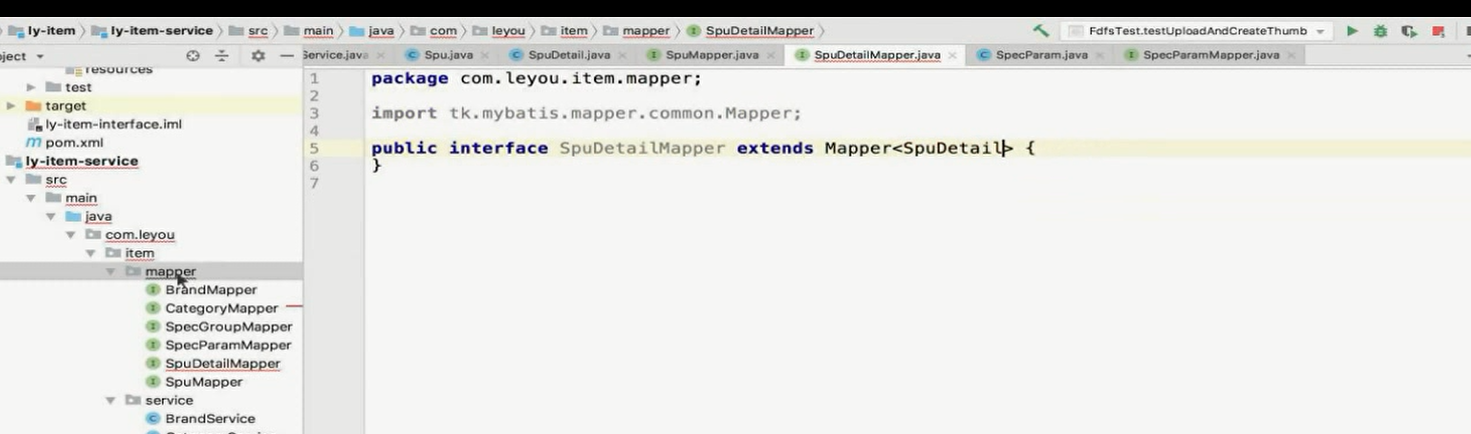 ly-item ly-item-service src main java com leyou item mapper SpuDetailMapper FdfsTest.testUploadAndCreateThumb
ject
Service.java Spu.java SpuDetail.java SpuMapper.java SpuDetailMapper.java SpecParam.java SpecParamMapper.java
resources
test
target
ly-item-interface.iml
pom.xml
ly-item-service
src
main
java
com.leyou
item
mapper
BrandMapper
CategoryMapper
SpecGroupMapper
SpecParamMapper
SpuDetailMapper
SpuMapper
service
BrandService
1 package com.leyou.item.mapper;
2
3 import tk.mybatis.mapper.common.Mapper;
4
5 public interface SpuDetailMapper extends Mapper<SpuDetail> {
6 }
7